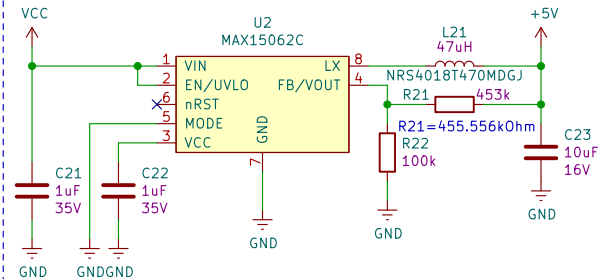 VCC
+5V
U2
MAX15062C
L21
47uH
1 VIN LX 8
NRS4018T470MDGJ
2 EN/UVLO FB/VOUT 4
6 nRST
R21 453k
5 MODE
R21=455.556kOhm
3 VCC
GND
7
R22
100k
C23
10uF
16V
C21
1uF
35V
C22
1uF
35V
GND
GND
GND
GND
GND
GND